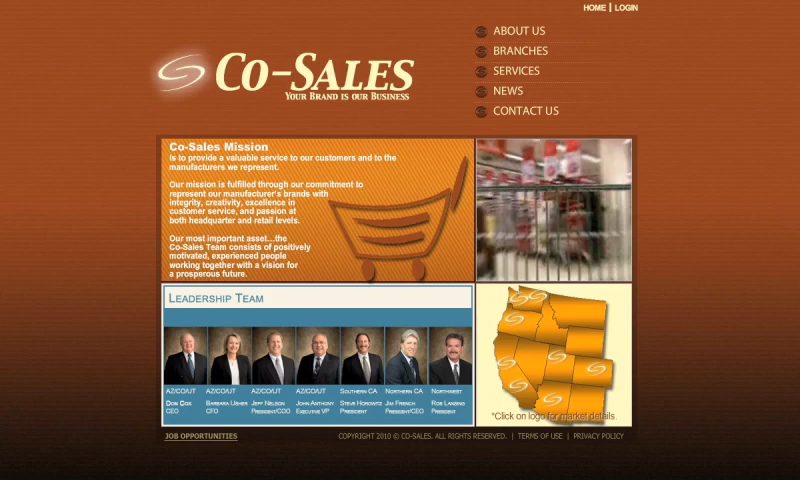 HOME | LOGIN
ABOUT US
BRANCHES
SERVICES
NEWS
CONTACT US
CO-SALES
YOUR BRAND IS OUR BUSINESS
Co-Sales Mission
Is to provide a valuable service to our customers and to the
manufacturers we represent.
Our mission is fulfilled through our commitment to
represent our manufacturer's brands with
integrity, creativity, excellence in
customer service, and passion at
both headquarter and retail levels.
Our most important asset...the
Co-Sales Team consists of positively
motivated, experienced people
working together with a vision for
a prosperous future.
LEADERSHIP TEAM
AZ/CO/UT AZ/CO/UT AZ/CO/UT AZ/CO/UT SOUTHERN CA NORTHERN CA NORTHWEST
DON COX BARBARA USHER JEFF NELSON JOHN ANTHONY STEVE HOROWITZ JIM FRENCH ROB LANSING
CEO CFO PRESIDENT/COO EXECUTIVE VP PRESIDENT PRESIDENT/CEO PRESIDENT
*Click on logo for market details.
JOB OPPORTUNITIES COPYRIGHT 2010 © CO-SALES. ALL RIGHTS RESERVED. | TERMS OF USE | PRIVACY POLICY